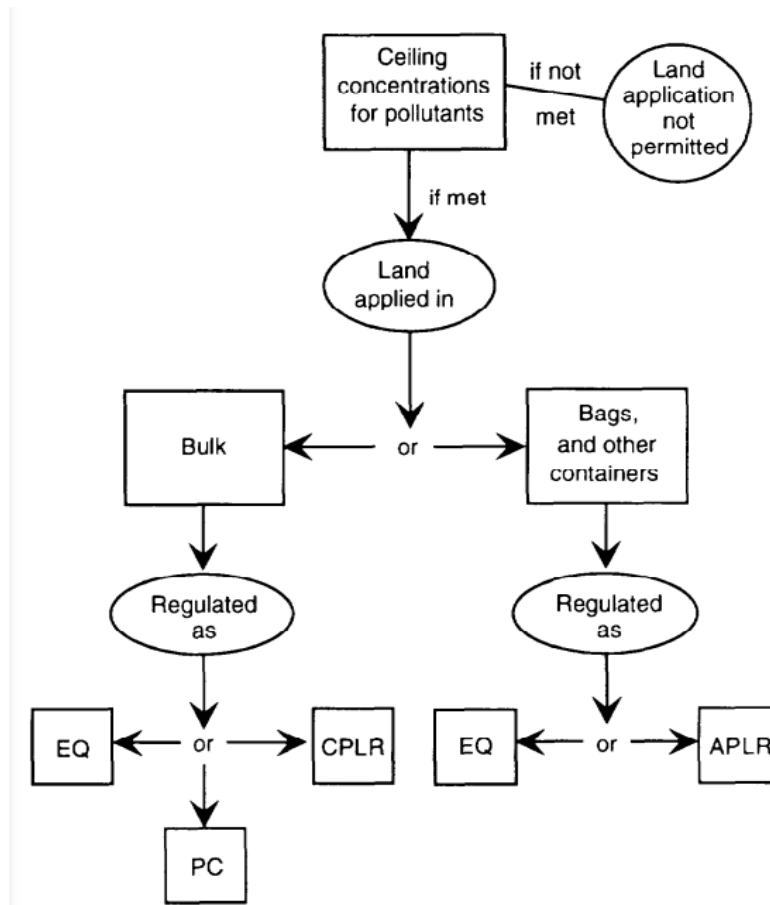 Ceiling
concentrations
for pollutants
if not
met
Land
application
not
permitted
if met
Land
applied in
Bulk
or
Bags,
and other
containers
Regulated
as
Regulated
as
EQ
or
CPLR
EQ
or
APLR
PC